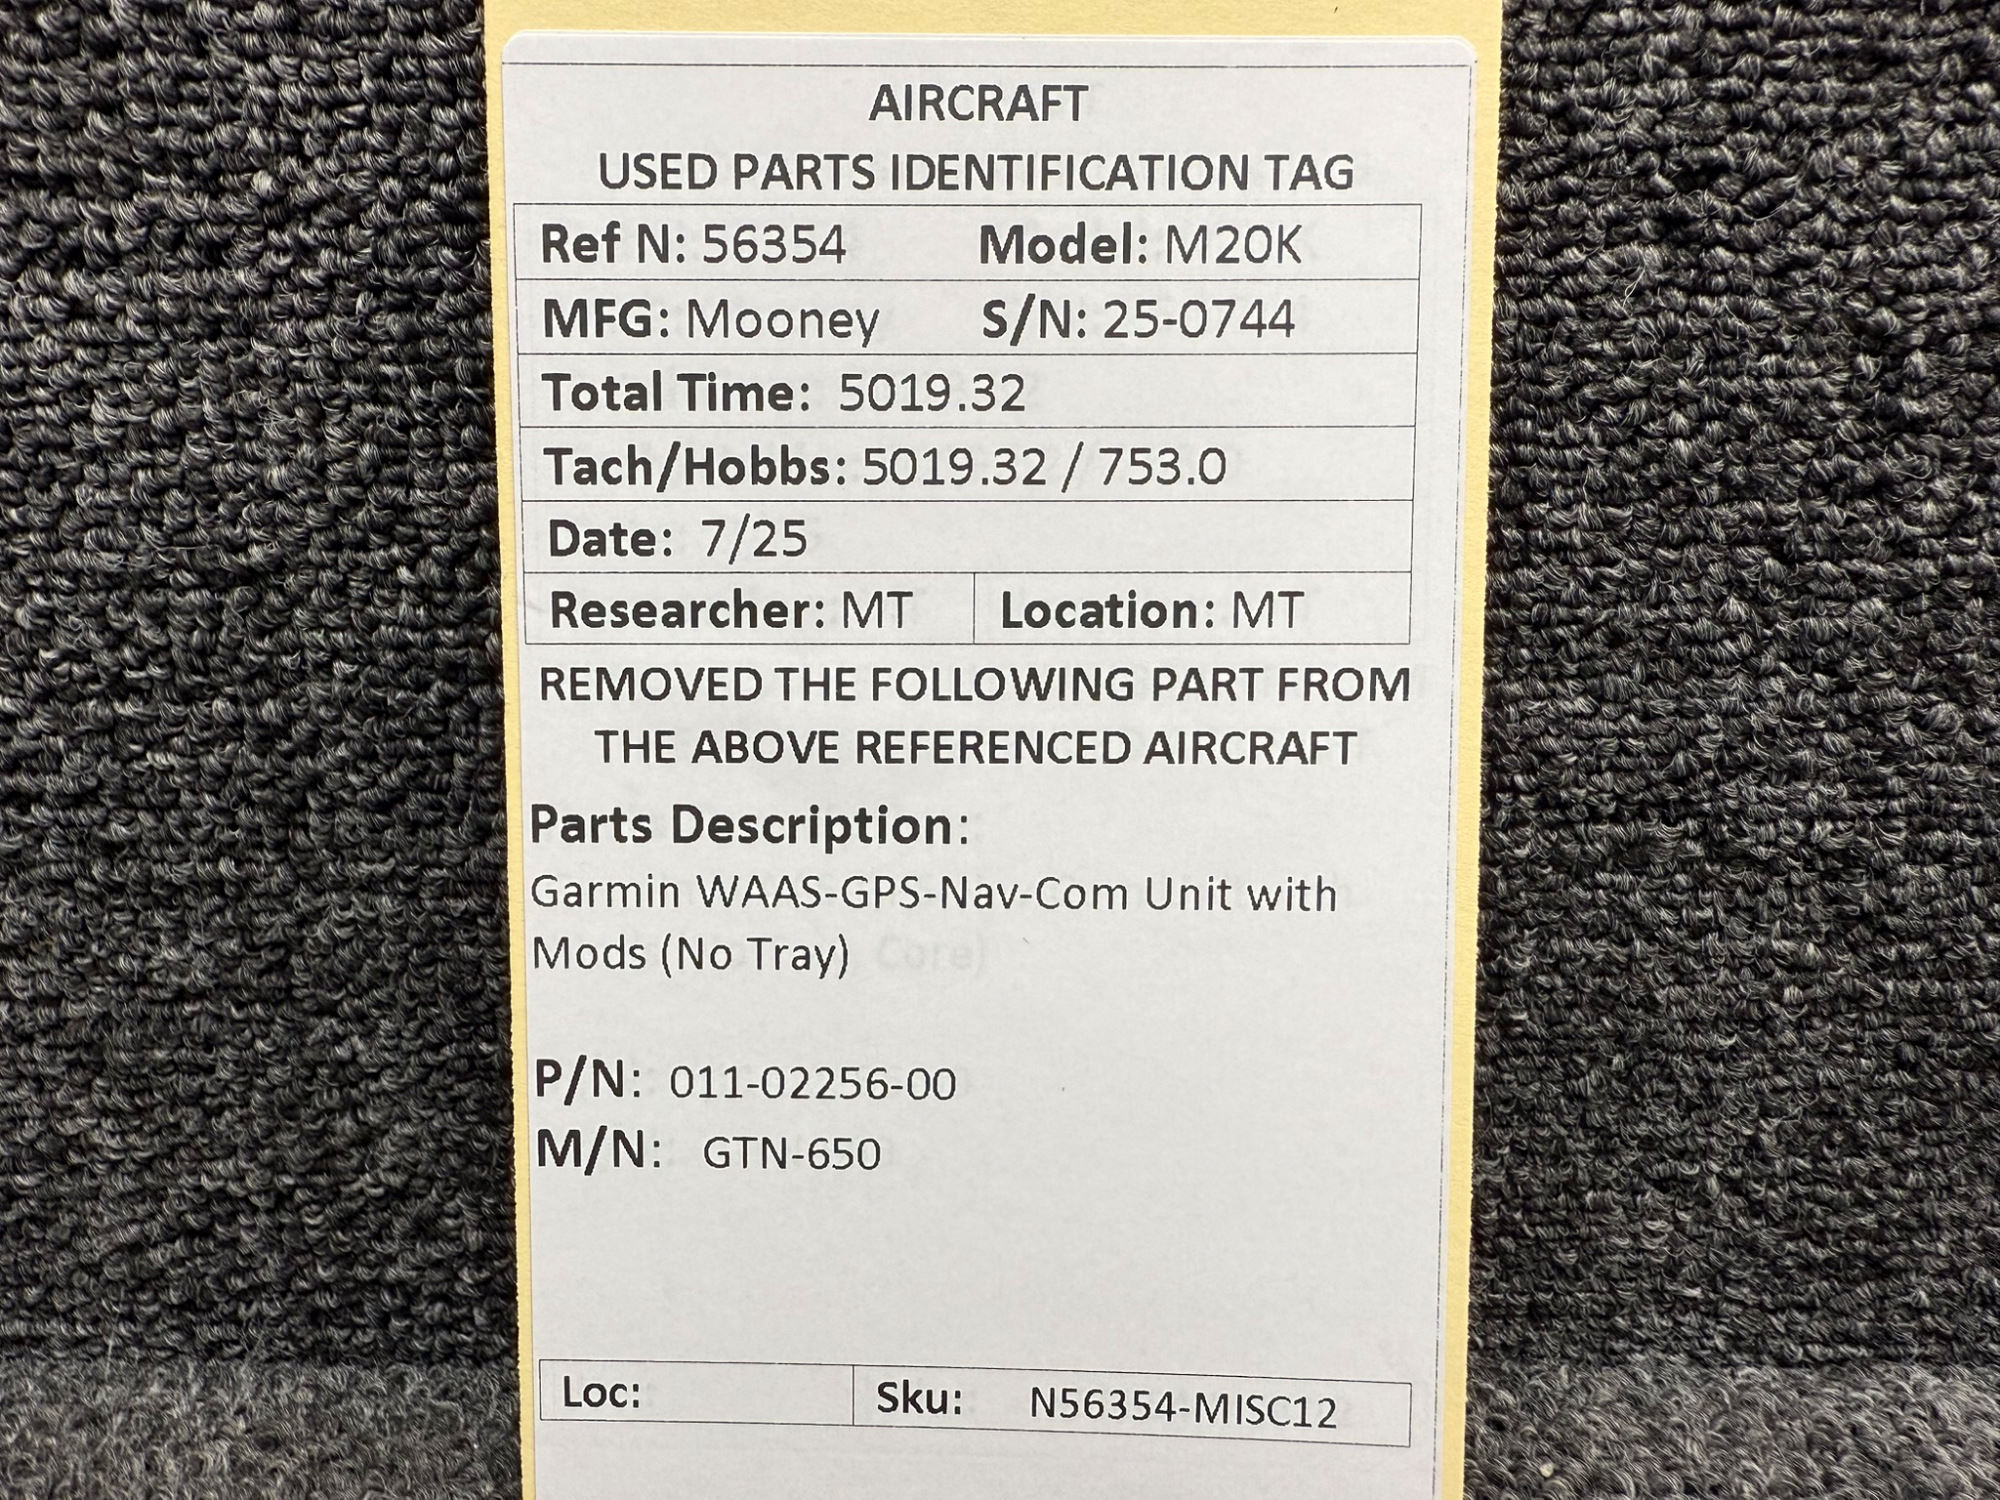 AIRCRAFT
USED PARTS IDENTIFICATION TAG
Ref N: 56354 Model: M20K
MFG: Mooney S/N: 25-0744
Total Time: 5019.32
Tach/Hobbs: 5019.32 / 753.0
Date: 7/25
Researcher: MT Location: MT
REMOVED THE FOLLOWING PART FROM
THE ABOVE REFERENCED AIRCRAFT
Parts Description:
Garmin WAAS-GPS-Nav-Com Unit with
Mods (No Tray) Core)
P/N: 011-02256-00
M/N: GTN-650
Loc: Sku: N56354-MISC12